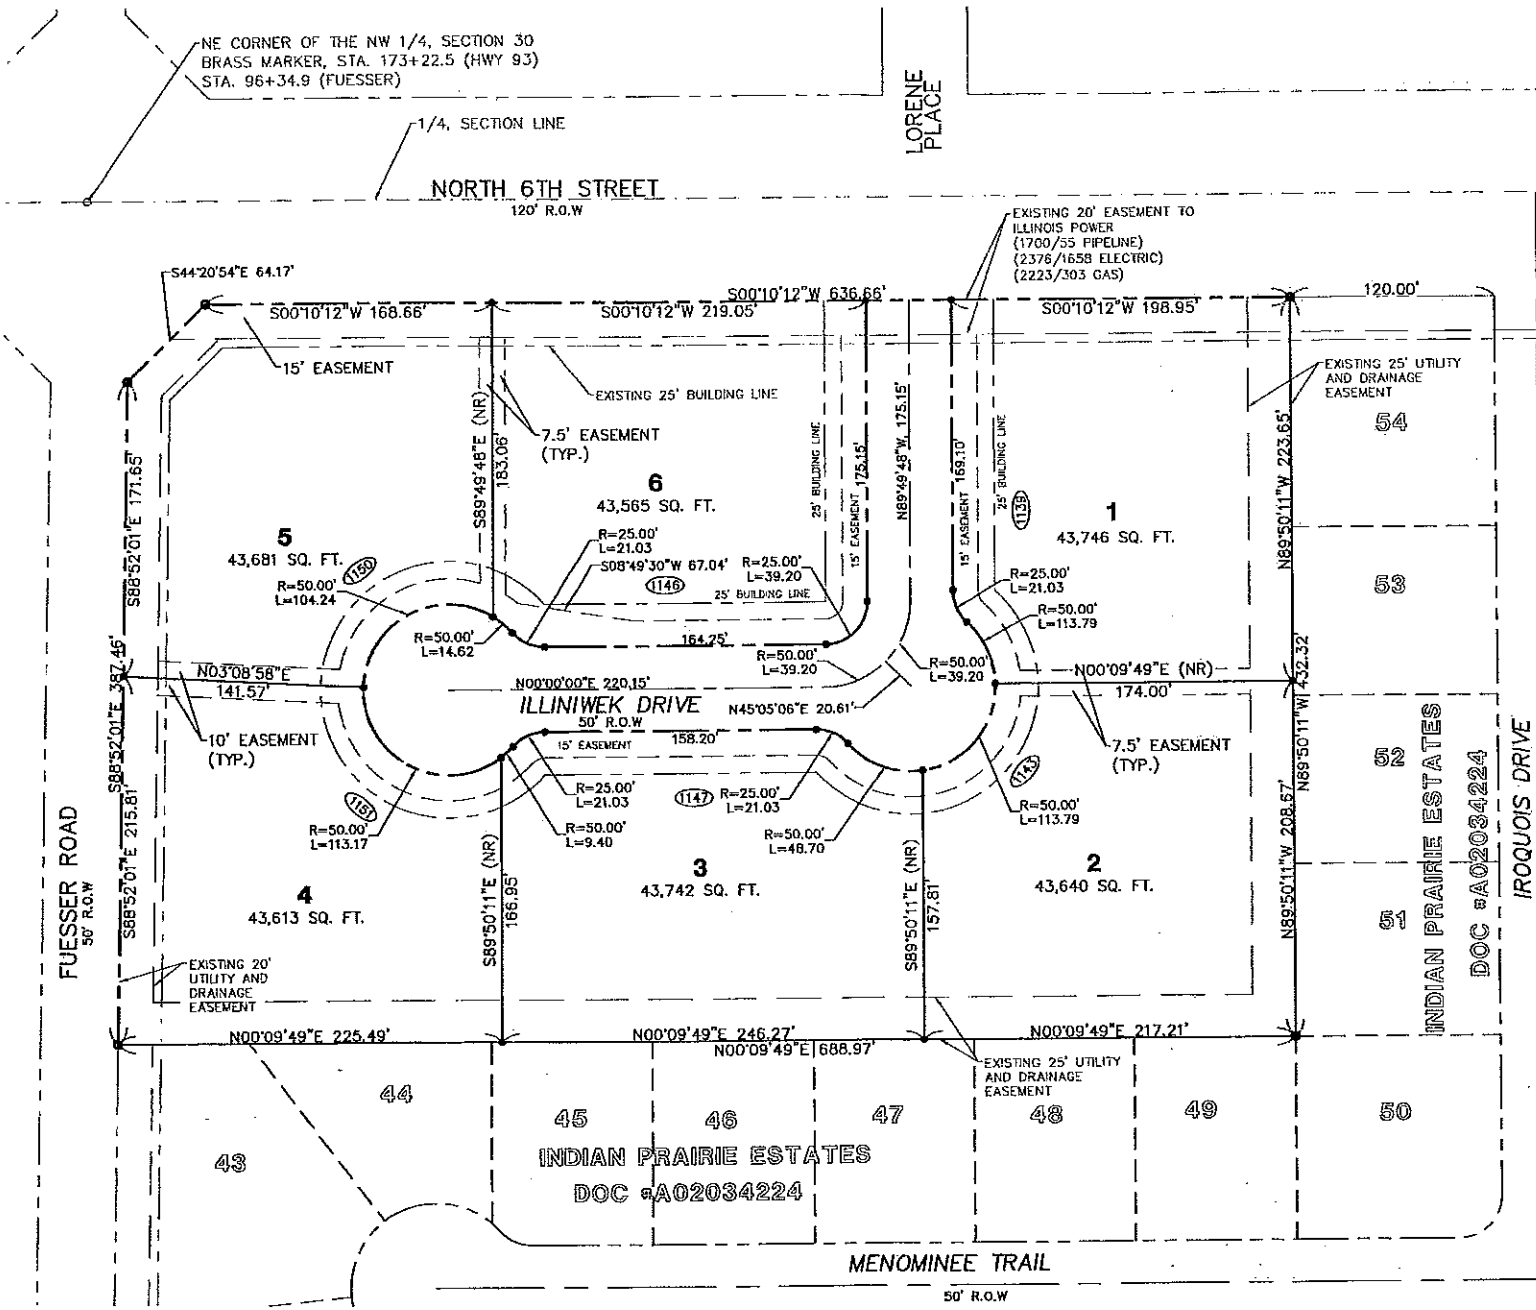 NE CORNER OF THE NW 1/4, SECTION 30
BRASS MARKER, STA. 173+22.5 (HWY 93)
STA. 96+34.9 (FUESSER)
1/4, SECTION LINE
LORENE
PLACE
NORTH 6TH STREET
120' R.O.W
EXISTING 20' EASEMENT TO
ILLINOIS POWER
(1700/55 PIPELINE)
(2376/1658 ELECTRIC)
(2223/303 GAS)
S44°20'54"E 64.17'
S00°10'12"W 636.66'
S00°10'12"W 168.66'
S00°10'12"W 219.05'
S00°10'12"W 198.95'
120.00'
15' EASEMENT
EXISTING 25' BUILDING LINE
7.5' EASEMENT
(TYP.)
EXISTING 25' UTILITY
AND DRAINAGE
EASEMENT
S88°52'01"E 171.65'
S89°49'48"E (NR)
183.06'
25' BUILDING LINE
15' EASEMENT
175.15'
N89°49'48"W, 175.15'
169.10'
15' EASEMENT
25' BUILDING LINE
1139
N89°50'11"W 223.65'
54
53
52
51
5
43,681 SQ. FT.
R=50.00'
L=104.24
1150
6
43,565 SQ. FT.
R=25.00'
L=21.03
S08°49'30"W 67.04'
1146
25' BUILDING LINE
R=25.00'
L=39.20
1
43,746 SQ. FT.
R=25.00'
L=21.03
R=50.00'
L=113.79
R=50.00'
L=14.62
164.25'
R=50.00'
L=39.20
R=50.00'
L=39.20
N03°08'58"E
141.57'
N00°00'00"E 220.15'
ILLINIWEK DRIVE
50' R.O.W
N45°05'06"E 20.61'
N00°09'49"E (NR)
174.00'
N89°50'11"W 432.32
S88°52'01"E 387.46'
10' EASEMENT
(TYP.)
15' EASEMENT
158.20'
7.5' EASEMENT
(TYP.)
1143
1151
R=50.00'
L=113.17
R=25.00'
L=21.03
1147
R=25.00'
L=21.03
R=50.00'
L=9.40
R=50.00'
L=48.70
R=50.00'
L=113.79
S88°52'01"E 215.81'
4
43,613 SQ. FT.
S89°50'11"E (NR)
166.95'
3
43,742 SQ. FT.
S89°50'11"E (NR)
157.81'
2
43,640 SQ. FT.
N89°50'11"W 208.67'
FUESSER ROAD
50' R.O.W
INDIAN PRAIRIE ESTATES
DOC #A02034224
IROQUOIS DRIVE
EXISTING 20'
UTILITY AND
DRAINAGE
EASEMENT
N00°09'49"E 225.49'
N00°09'49"E 246.27'
N00°09'49"E 688.97'
N00°09'49"E 217.21'
EXISTING 25' UTILITY
AND DRAINAGE
EASEMENT
43
44
45
46
47
48
49
50
INDIAN PRAIRIE ESTATES
DOC #A02034224
MENOMINEE TRAIL
50' R.O.W